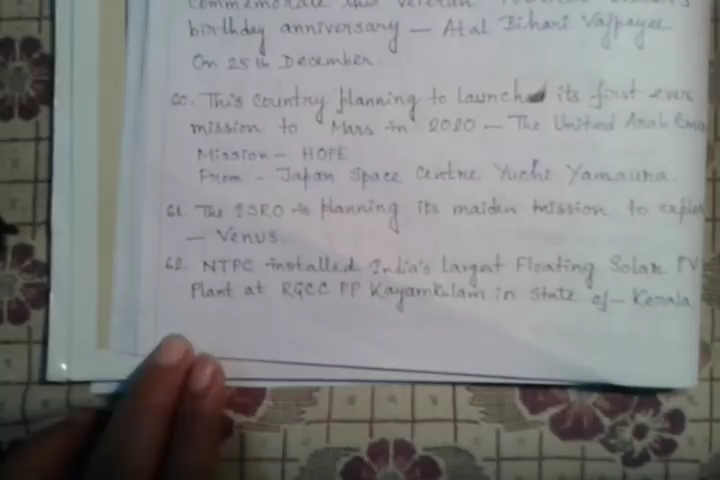 commemorate this veteran
birthday anniversary - Atal Bihari Vajpayee
On 25th December.
60. This country planning to launch its first ever
mission to Mars in 2020 - The United Arab
Mission - HOPE
From - Japan Space Centre Yuchi Yamauna.
61. The ISRO is planning its maiden mission to
- Venus.
62. NTPC installed India's Largest Floating Solar PV
Plant at RGCC PP Kayamkulam in State of - Kerala